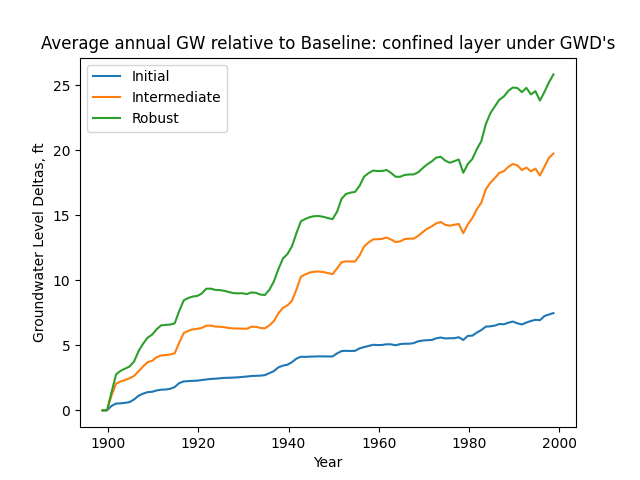 Average annual GW relative to Baseline: confined layer under GWD's
Initial
Intermediate
Robust
Groundwater Level Deltas, ft
25
20
15
10
5
0
1900 1920 1940 1960 1980 2000
Year